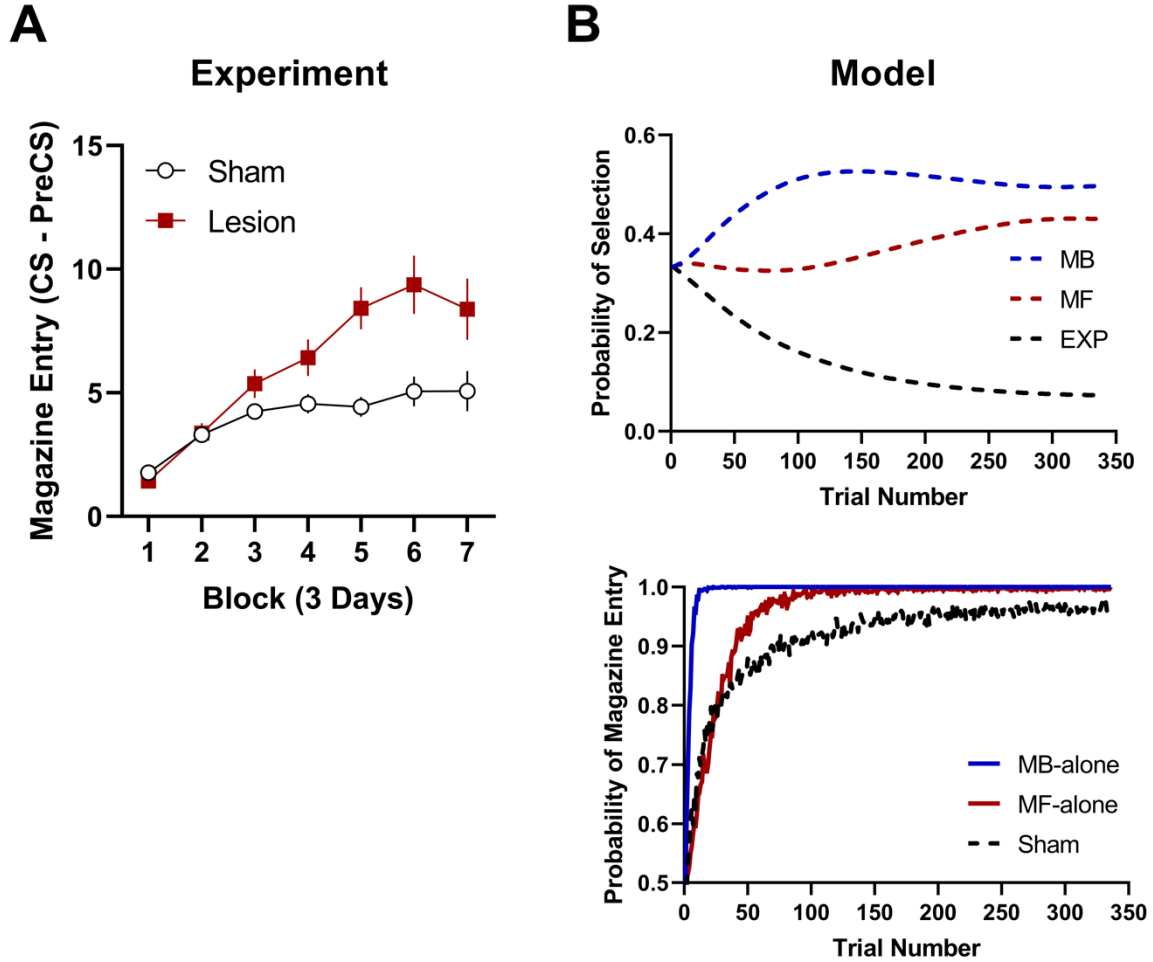 A
Experiment
Magazine Entry (CS - PreCS)
15
10
5
0
Sham
Lesion
1 2 3 4 5 6 7
Block (3 Days)
B
Model
Probability of Selection
0.6
0.4
0.2
0.0
MB
MF
EXP
0 50 100 150 200 250 300 350
Trial Number
Probability of Magazine Entry
1.0
0.9
0.8
0.7
0.6
0.5
MB-alone
MF-alone
Sham
0 50 100 150 200 250 300 350
Trial Number